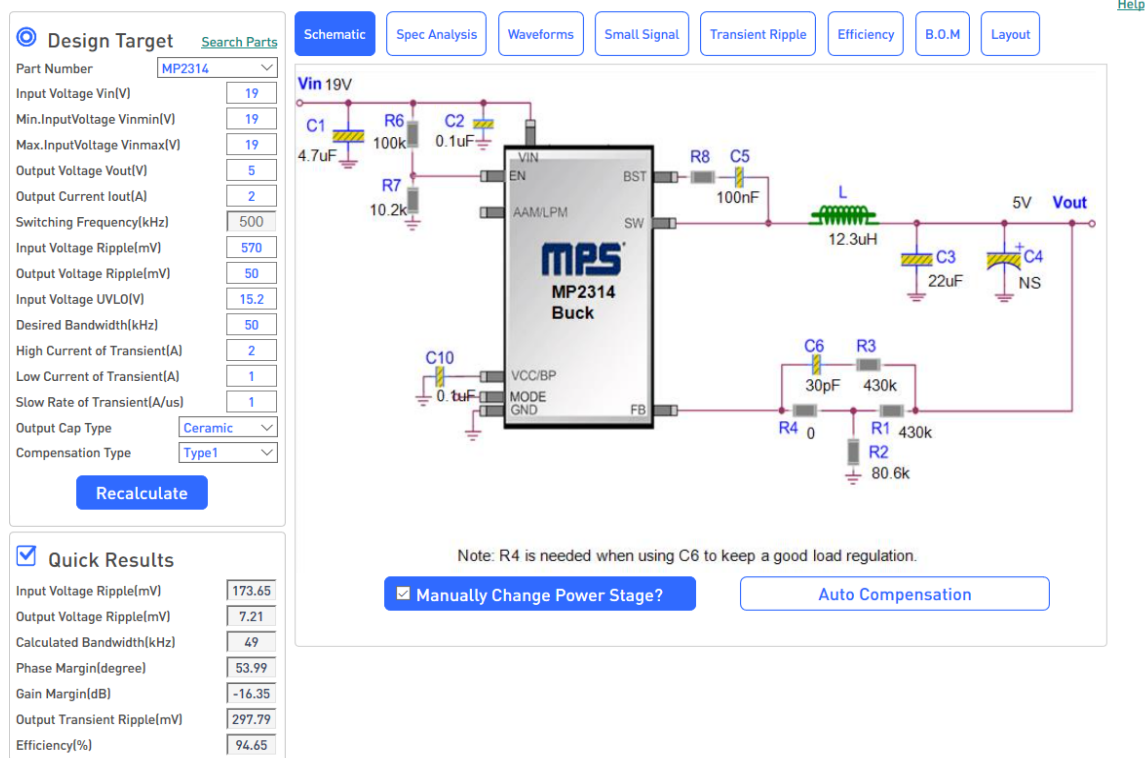 Help
Design Target Search Parts
Part Number MP2314
Input Voltage Vin(V) 19
Min.InputVoltage Vinmin(V) 19
Max.InputVoltage Vinmax(V) 19
Output Voltage Vout(V) 5
Output Current Iout(A) 2
Switching Frequency(kHz) 500
Input Voltage Ripple(mV) 570
Output Voltage Ripple(mV) 50
Input Voltage UVLO(V) 15.2
Desired Bandwidth(kHz) 50
High Current of Transient(A) 2
Low Current of Transient(A) 1
Slow Rate of Transient(A/us) 1
Output Cap Type Ceramic
Compensation Type Type1
Recalculate
Quick Results
Input Voltage Ripple(mV) 173.65
Output Voltage Ripple(mV) 7.21
Calculated Bandwidth(kHz) 49
Phase Margin(degree) 53.99
Gain Margin(dB) -16.35
Output Transient Ripple(mV) 297.79
Efficiency(%) 94.65
Schematic Spec Analysis Waveforms Small Signal Transient Ripple Efficiency B.O.M Layout
Vin 19V
C1
4.7uF
R6
100k
C2
0.1uF
R7
10.2k
VIN
EN
AAM/LPM
BST
SW
MPS
MP2314
Buck
VCC/BP
MODE
GND
FB
C10
0.1uF
R8
C5
100nF
L
12.3uH
5V Vout
C3
22uF
+
C4
NS
C6
30pF
R3
430k
R4
0
R1
430k
R2
80.6k
Note: R4 is needed when using C6 to keep a good load regulation.
Manually Change Power Stage?
Auto Compensation